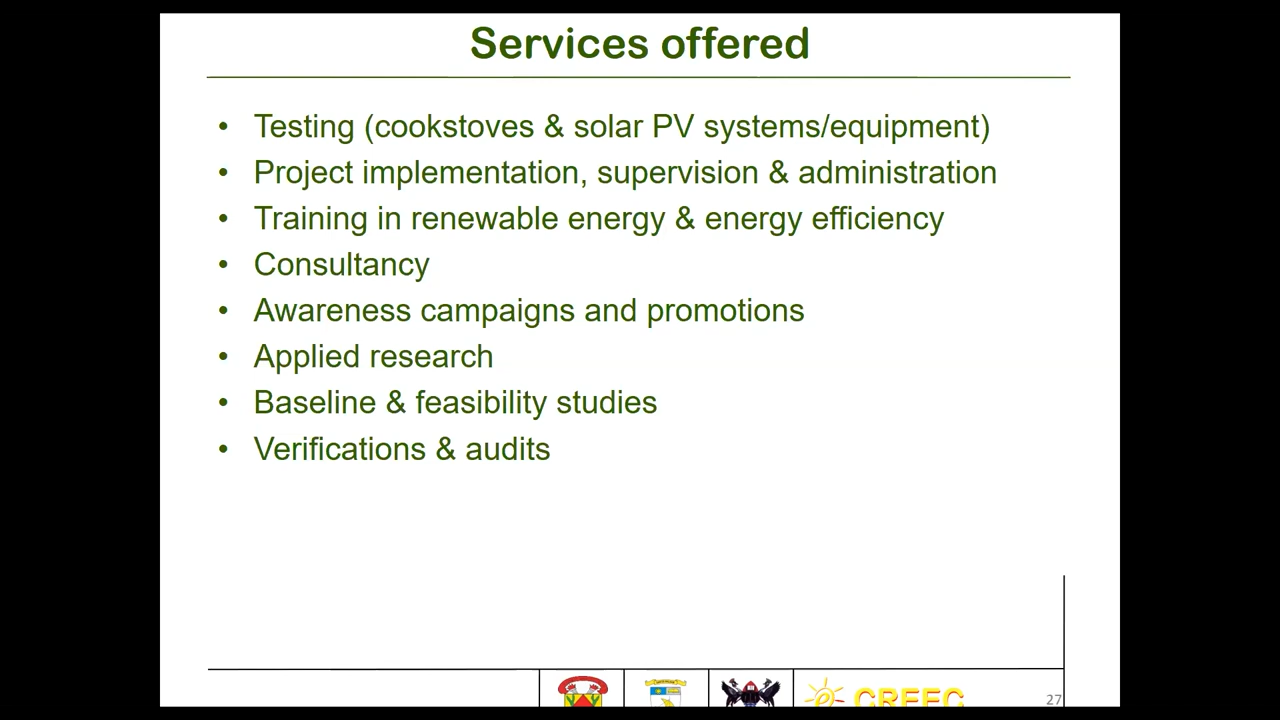 Services offered
• Testing (cookstoves & solar PV systems/equipment)
• Project implementation, supervision & administration
• Training in renewable energy & energy efficiency
• Consultancy
• Awareness campaigns and promotions
• Applied research
• Baseline & feasibility studies
• Verifications & audits
CREEC
27